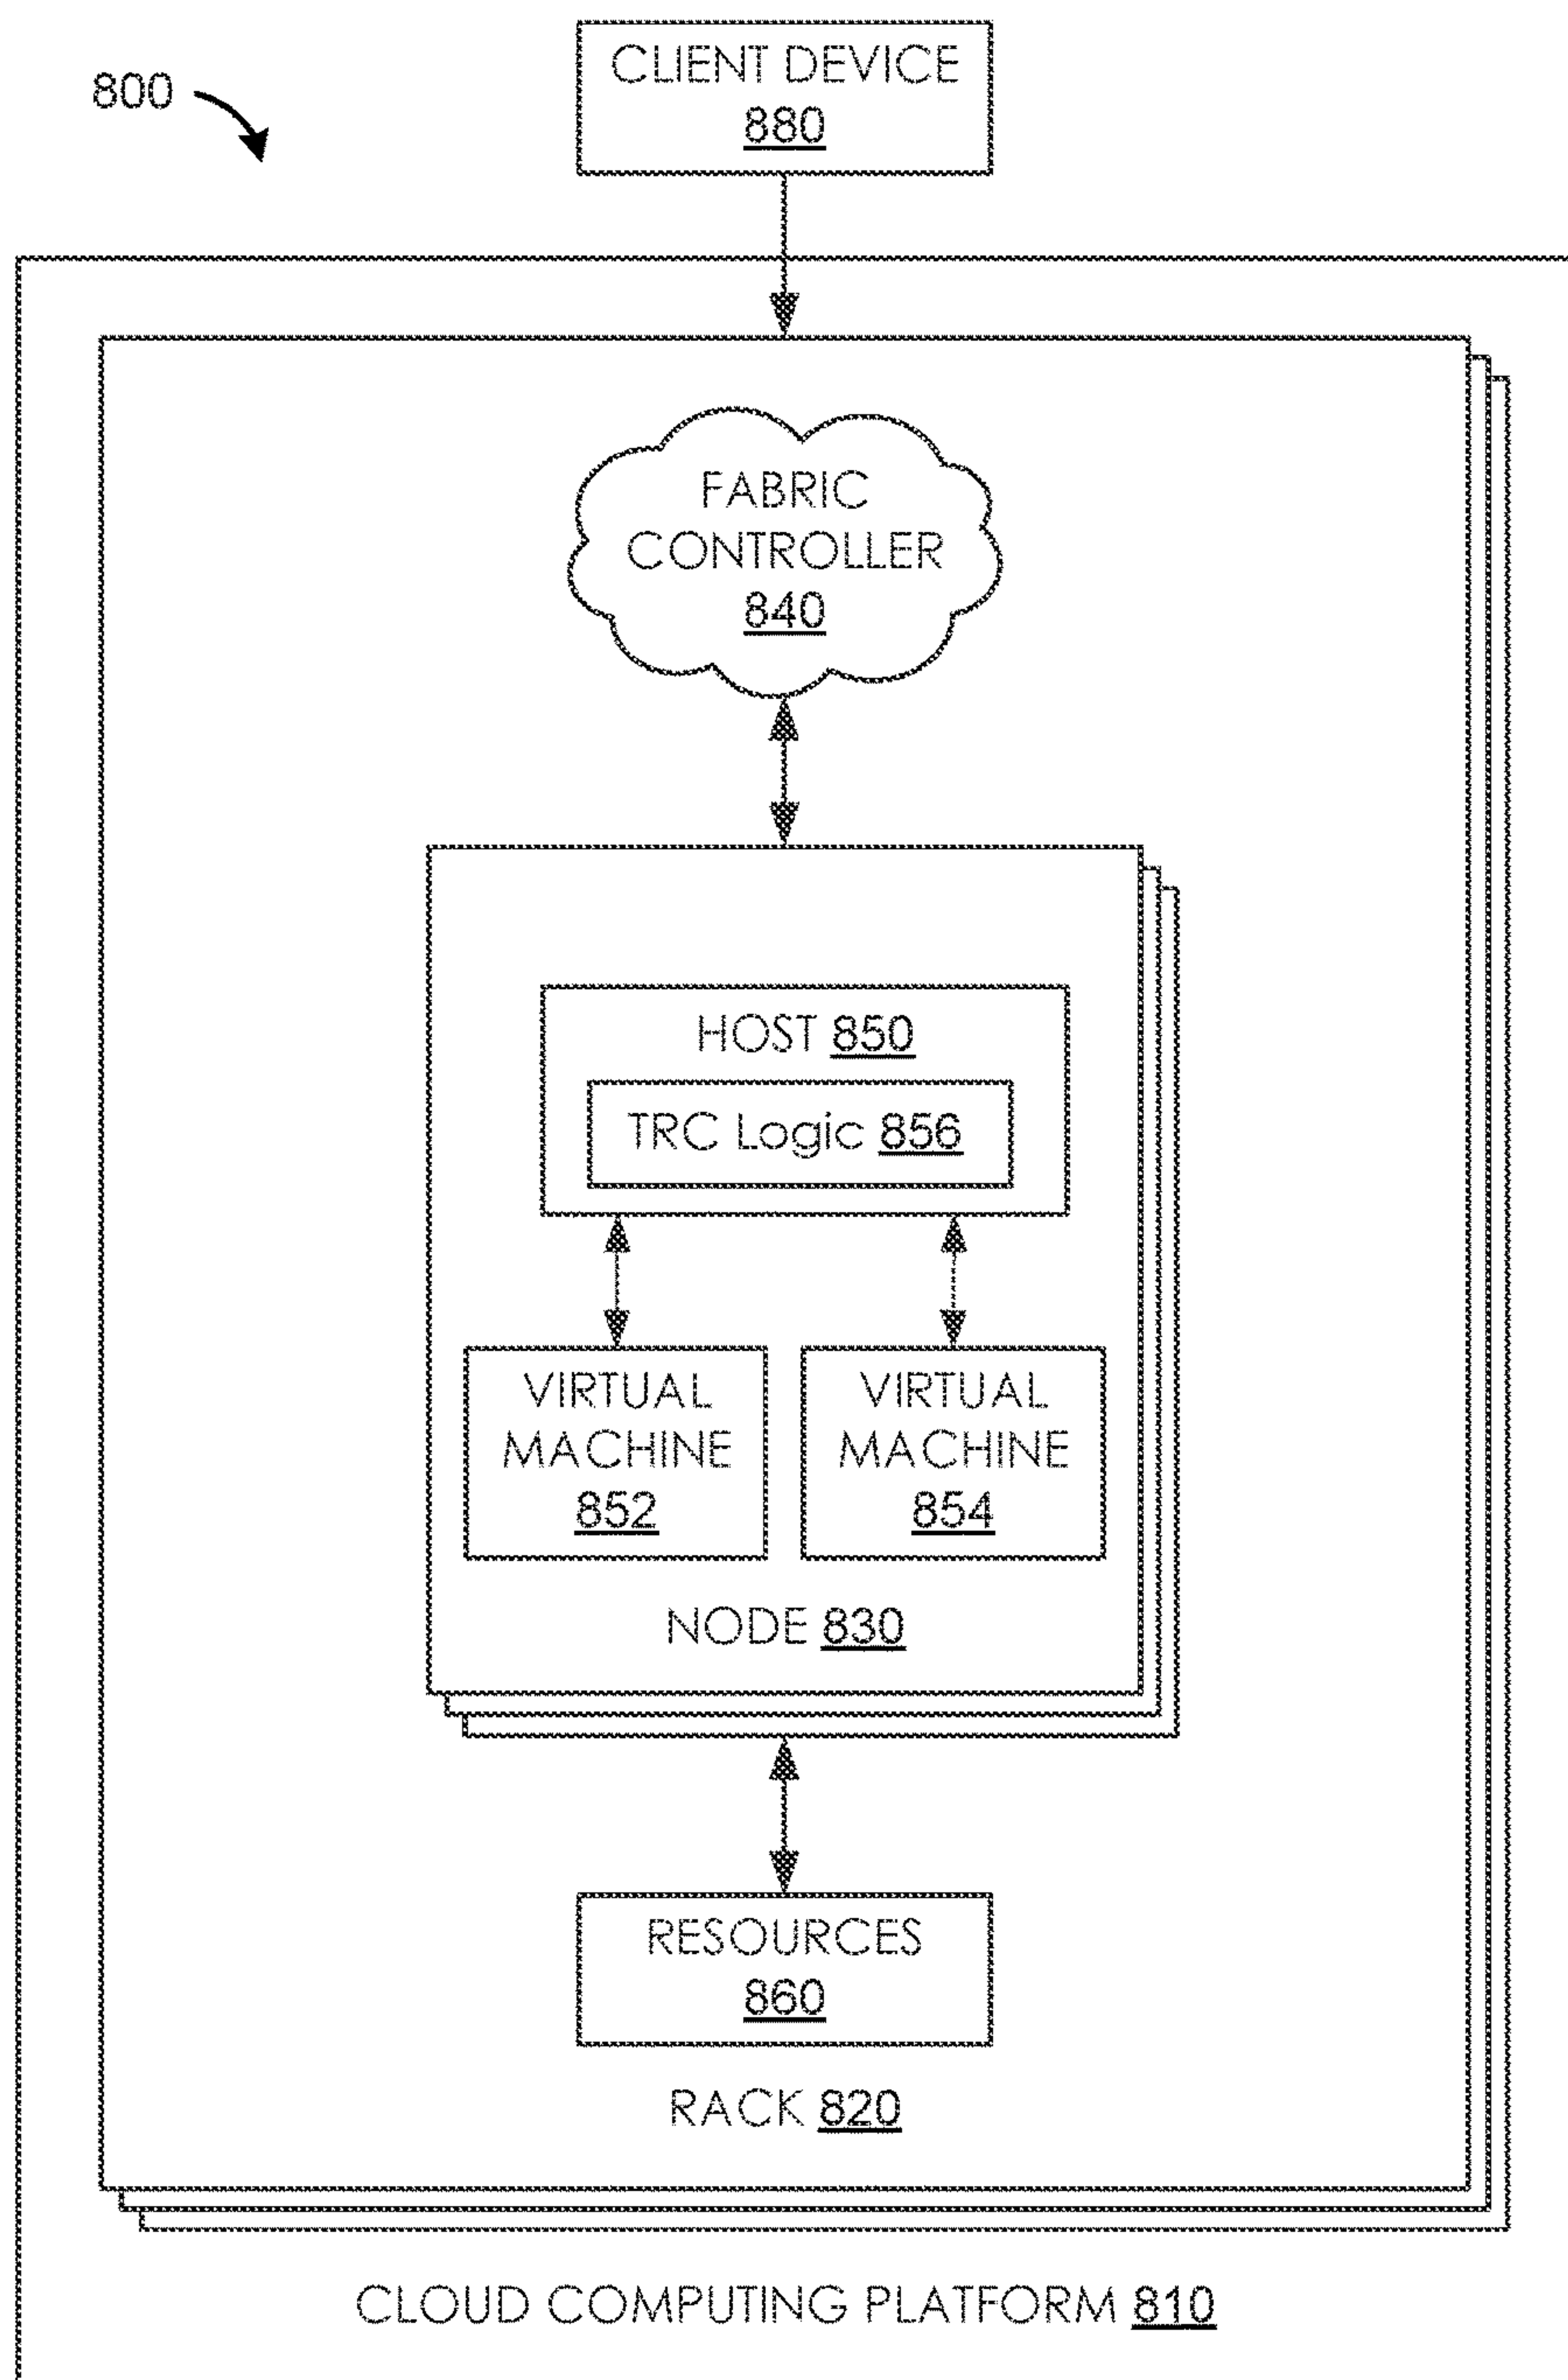 800
CLIENT DEVICE
880
FABRIC
CONTROLLER
840
HOST 850
TRC Logic 856
VIRTUAL
MACHINE
852
VIRTUAL
MACHINE
854
NODE 830
RESOURCES
860
RACK 820
CLOUD COMPUTING PLATFORM 810